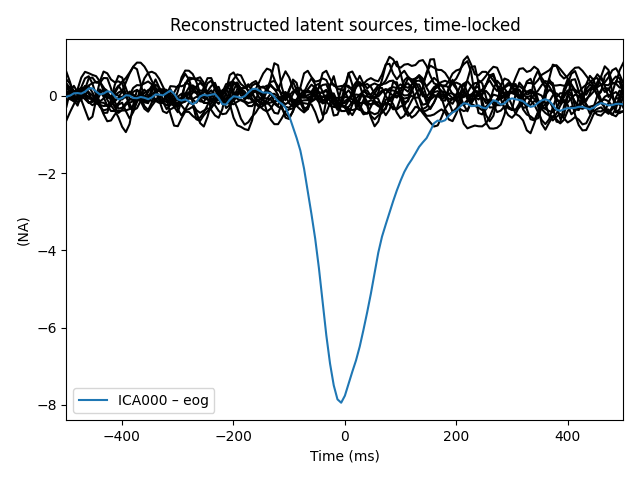 Reconstructed latent sources, time-locked
(NA)
0
−2
−4
−6
−8
ICA000 – eog
−400 −200 0 200 400
Time (ms)